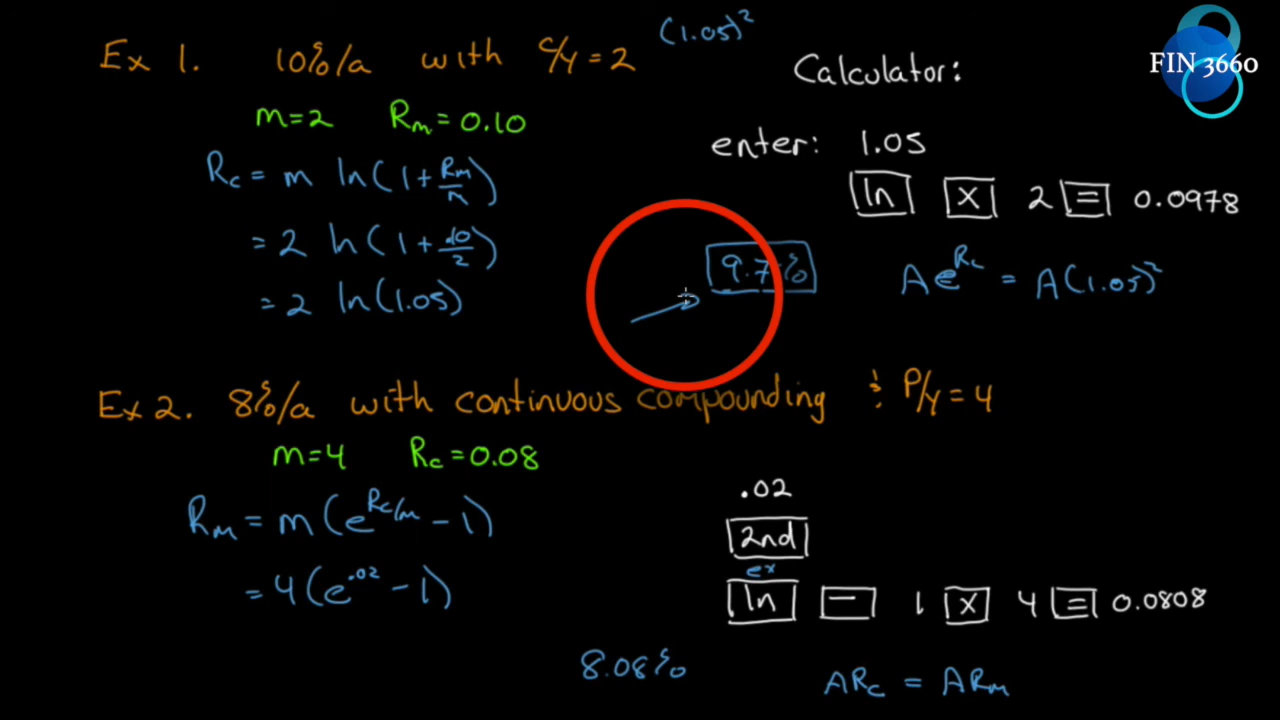 Ex 1. 10%/a with C/Y = 2 (1.05)²
FIN 3660
Calculator:
m=2 Rm = 0.10
enter: 1.05
Rc = m ln(1 + Rm/m)
ln x 2 = 0.0978
= 2 ln(1 + .10/2)
9.7 %
Ae^Rc = A(1.05)²
= 2 ln(1.05)
Ex 2. 8%/a with continuous compounding & P/Y = 4
m=4 Rc = 0.08
.02
Rm = m(e^Rc/m - 1)
2nd
eˣ
= 4(e^.02 - 1)
ln − 1 x 4 = 0.0808
8.08%
ARc = ARm